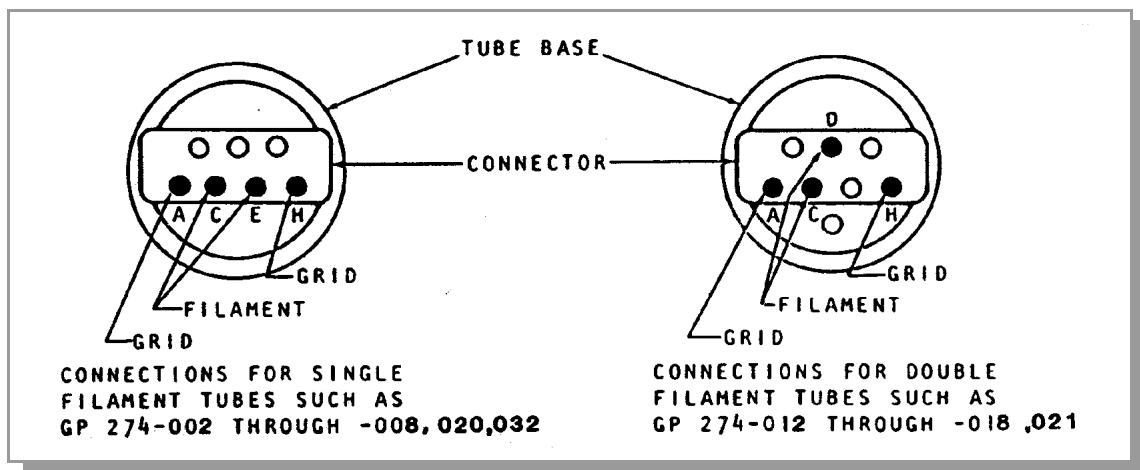 TUBE BASE
CONNECTOR
A C E H
GRID
FILAMENT
GRID
CONNECTIONS FOR SINGLE
FILAMENT TUBES SUCH AS
GP 274-002 THROUGH -008, 020,032
D
A C H
GRID
FILAMENT
GRID
CONNECTIONS FOR DOUBLE
FILAMENT TUBES SUCH AS
GP 274-012 THROUGH -018 ,021